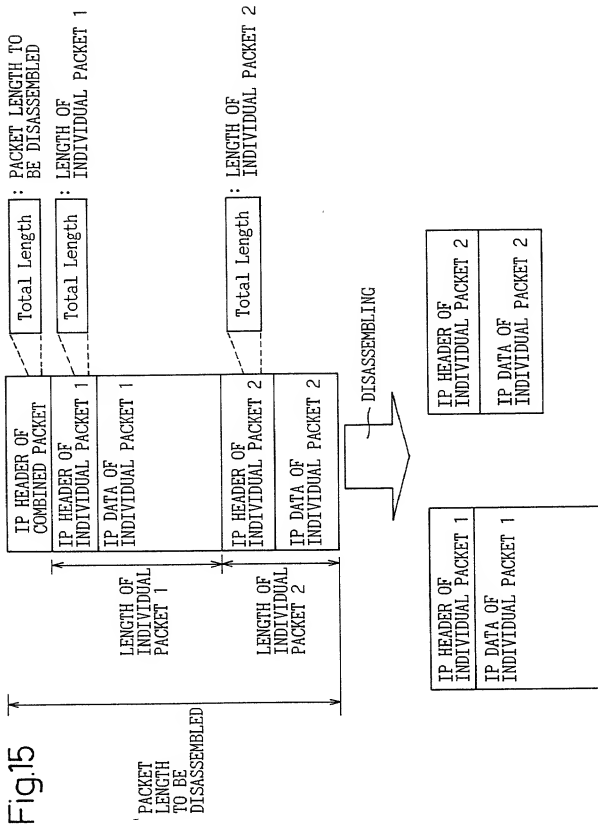 Fig.15
PACKET
LENGTH
TO BE
DISASSEMBLED
LENGTH OF
INDIVIDUAL
PACKET 1
LENGTH OF
INDIVIDUAL
PACKET 2
IP HEADER OF
COMBINED PACKET
IP HEADER OF
INDIVIDUAL PACKET 1
IP DATA OF
INDIVIDUAL PACKET 1
IP HEADER OF
INDIVIDUAL PACKET 2
IP DATA OF
INDIVIDUAL PACKET 2
Total Length : PACKET LENGTH TO
BE DISASSEMBLED
Total Length : LENGTH OF
INDIVIDUAL PACKET 1
Total Length : LENGTH OF
INDIVIDUAL PACKET 2
DISASSEMBLING
IP HEADER OF
INDIVIDUAL PACKET 1
IP DATA OF
INDIVIDUAL PACKET 1
IP HEADER OF
INDIVIDUAL PACKET 2
IP DATA OF
INDIVIDUAL PACKET 2